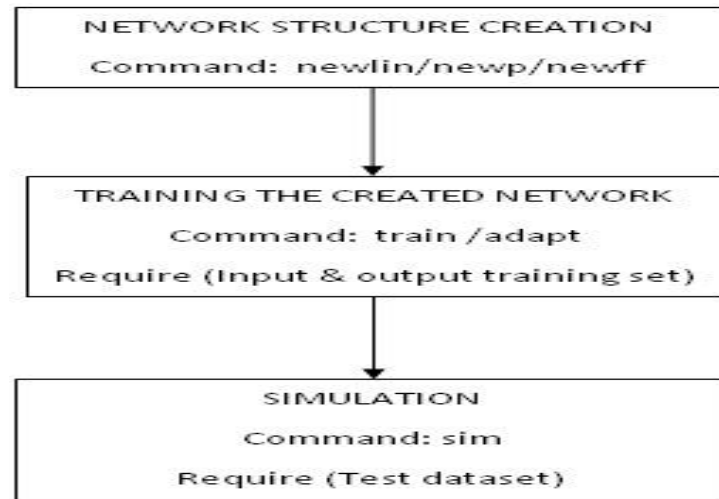 NETWORK STRUCTURE CREATION
Command: newlin/newp/newff
TRAINING THE CREATED NETWORK
Command: train /adapt
Require (Input & output training set)
SIMULATION
Command: sim
Require (Test dataset)